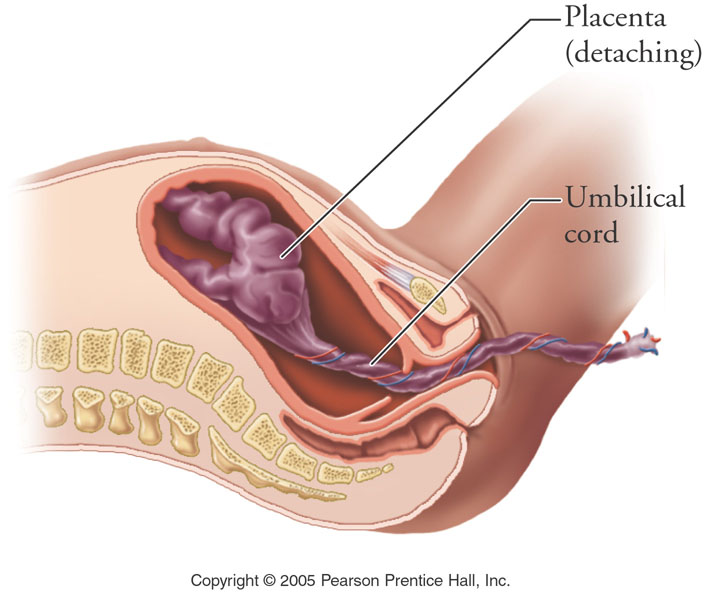 Placenta
(detaching)
Umbilical
cord
Copyright © 2005 Pearson Prentice Hall, Inc.